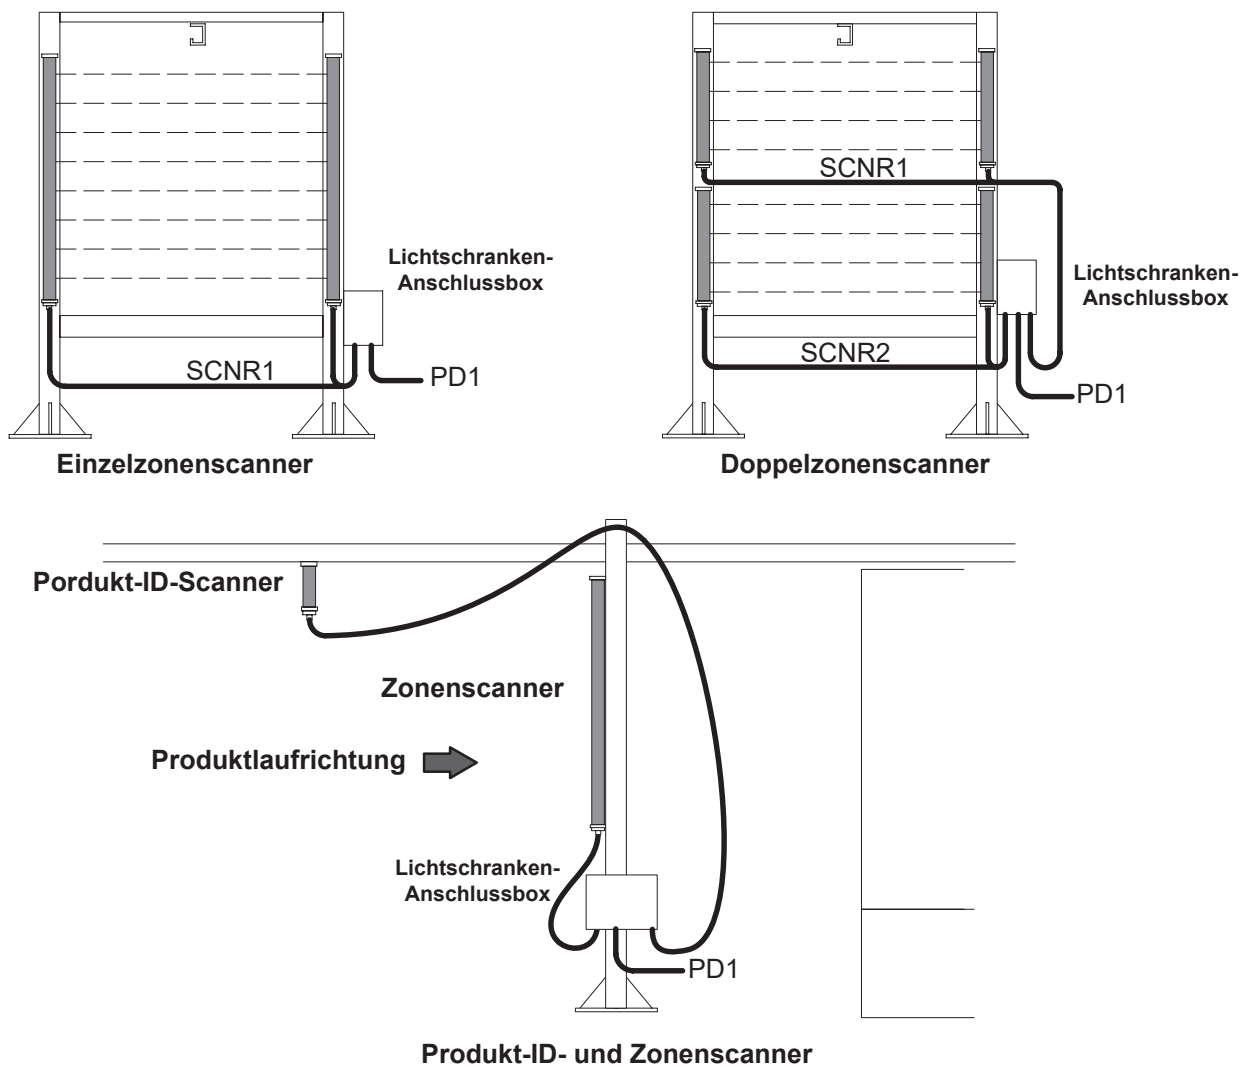 SCNR1
Lichtschranken-
Anschlussbox
SCNR1
PD1
Einzelzonenscanner
Lichtschranken-
Anschlussbox
SCNR2
PD1
Doppelzonenscanner
Pordukt-ID-Scanner
Zonenscanner
Produktlaufrichtung
Lichtschranken-
Anschlussbox
PD1
Produkt-ID- und Zonenscanner